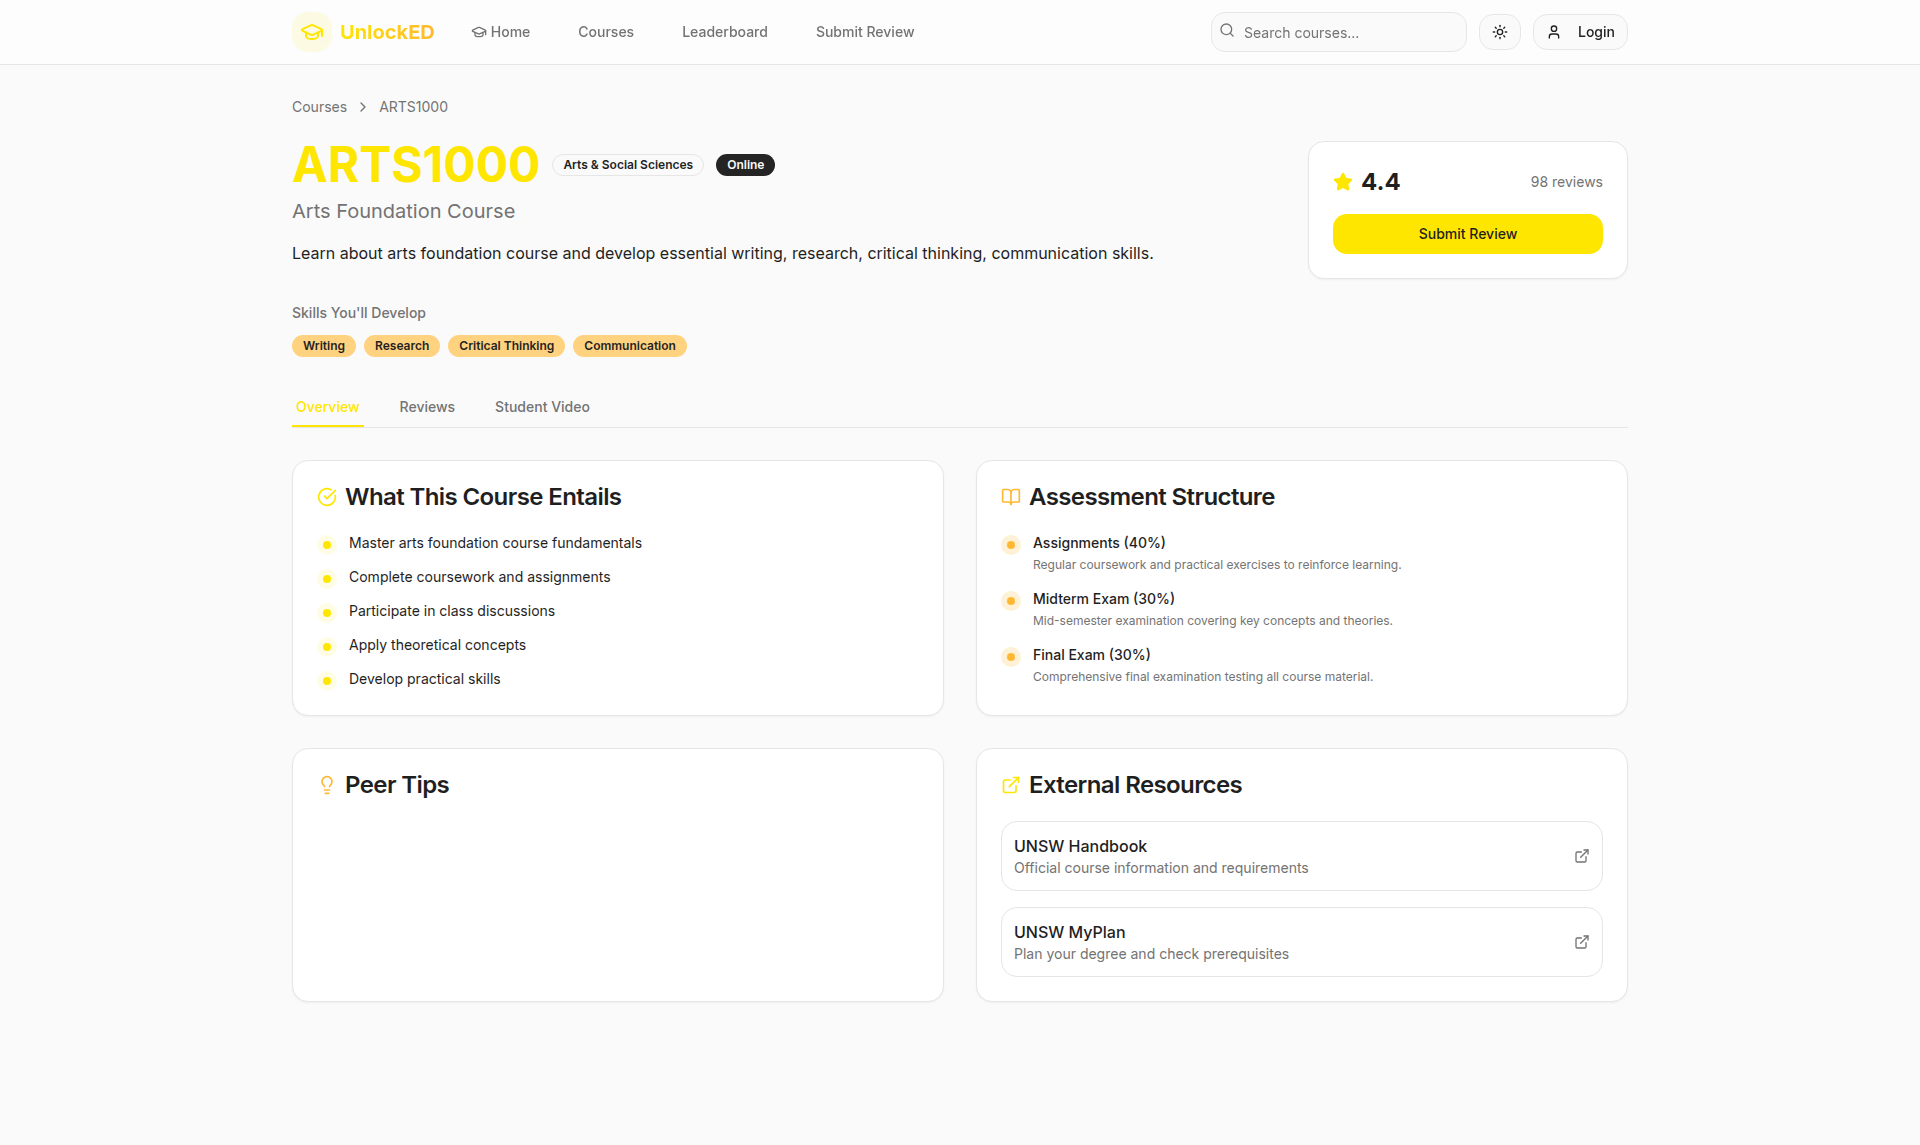 UnlockED
Home
Courses
Leaderboard
Submit Review
Search courses...
Login
Courses
ARTS1000
ARTS1000
Arts & Social Sciences
Online
Arts Foundation Course
Learn about arts foundation course and develop essential writing, research, critical thinking, communication skills.
4.4
98 reviews
Submit Review
Skills You'll Develop
Writing
Research
Critical Thinking
Communication
Overview
Reviews
Student Video
What This Course Entails
Master arts foundation course fundamentals
Complete coursework and assignments
Participate in class discussions
Apply theoretical concepts
Develop practical skills
Assessment Structure
Assignments (40%)
Regular coursework and practical exercises to reinforce learning.
Midterm Exam (30%)
Mid-semester examination covering key concepts and theories.
Final Exam (30%)
Comprehensive final examination testing all course material.
Peer Tips
External Resources
UNSW Handbook
Official course information and requirements
UNSW MyPlan
Plan your degree and check prerequisites